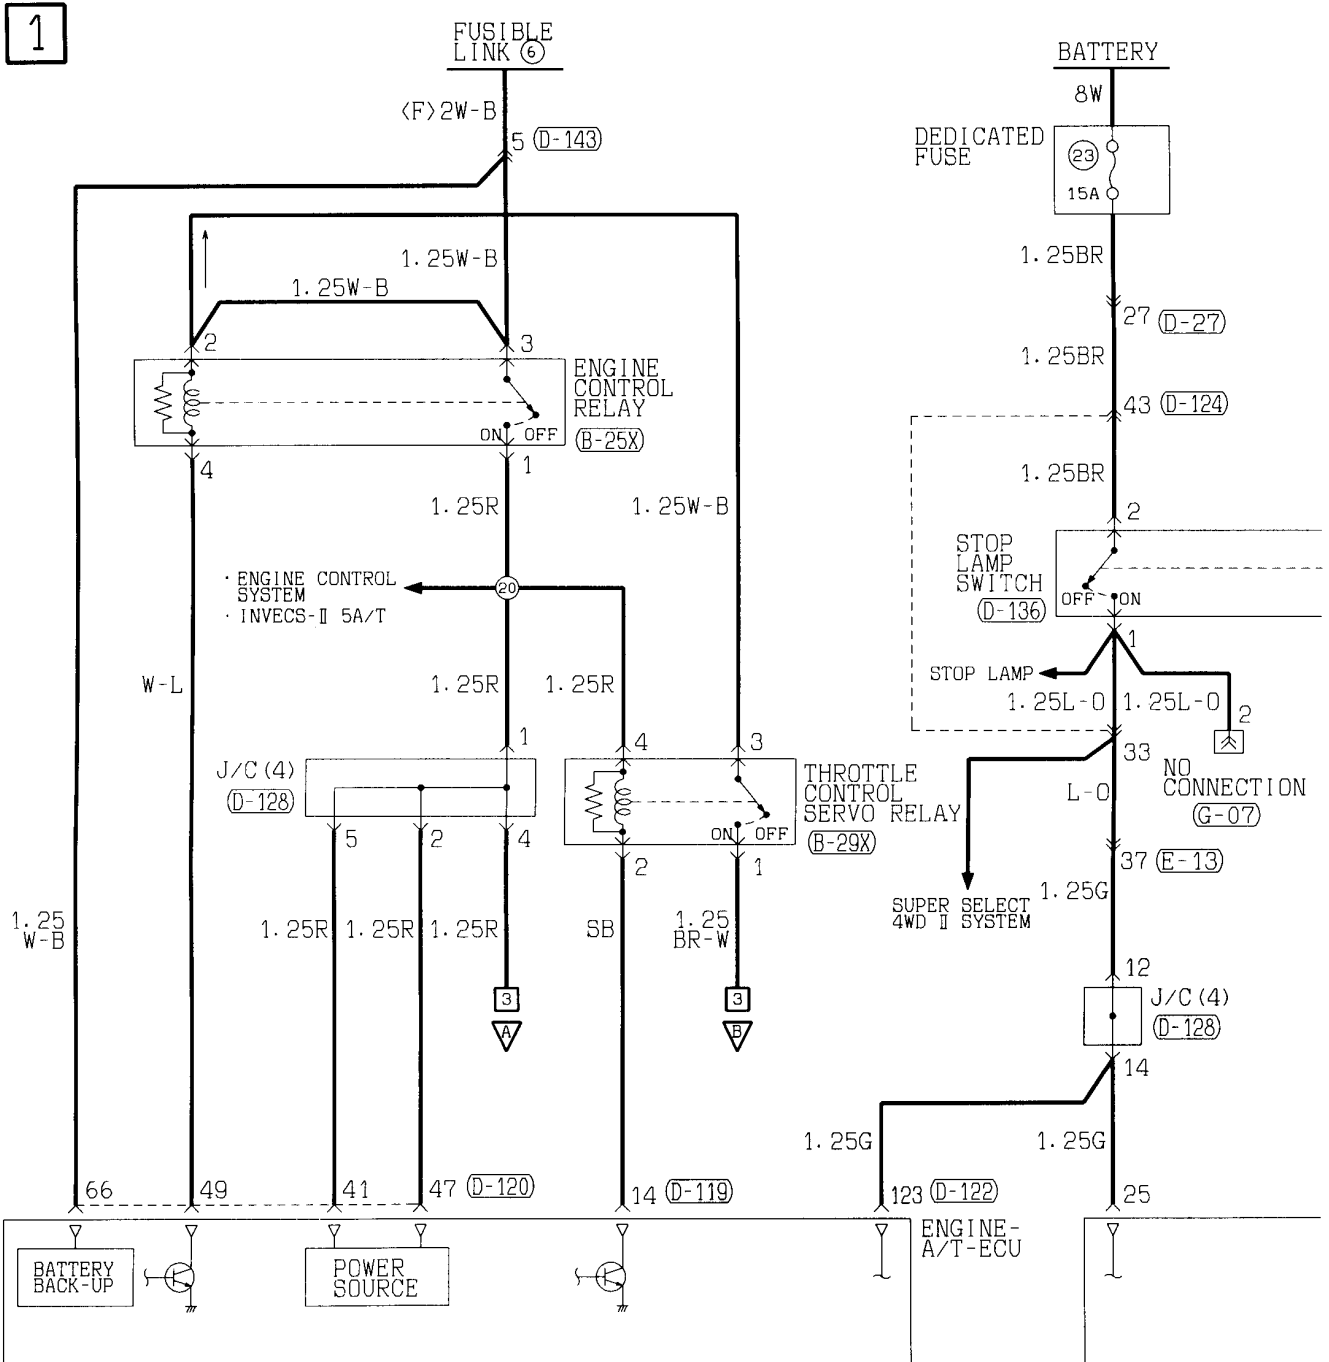 1
FUSIBLE
LINK 6
BATTERY
<F>2W-B
8W
5 (D-143)
DEDICATED
FUSE
23
15A
1.25W-B
1.25BR
1.25W-B
27 (D-27)
2
3
1.25BR
ENGINE
CONTROL
RELAY
(B-25X)
ON OFF
43 (D-124)
4
1
1.25BR
1.25R
1.25W-B
2
STOP
LAMP
SWITCH
(D-136)
OFF ON
· ENGINE CONTROL
SYSTEM
· INVECS-Ⅱ 5A/T
20
1
STOP LAMP
W-L
1.25R
1.25R
1.25L-O
1.25L-O
2
1
4
3
33
J/C(4)
(D-128)
THROTTLE
CONTROL
SERVO RELAY
(B-29X)
ON OFF
L-O
NO
CONNECTION
(G-07)
5
2
4
2
1
37 (E-13)
1.25G
SUPER SELECT
4WD Ⅱ SYSTEM
1.25
W-B
1.25R
1.25R
1.25R
SB
1.25
BR-W
12
3
3
A
B
J/C(4)
(D-128)
14
1.25G
1.25G
66
49
41
47 (D-120)
14 (D-119)
123 (D-122)
25
ENGINE-
A/T-ECU
BATTERY
BACK-UP
POWER
SOURCE